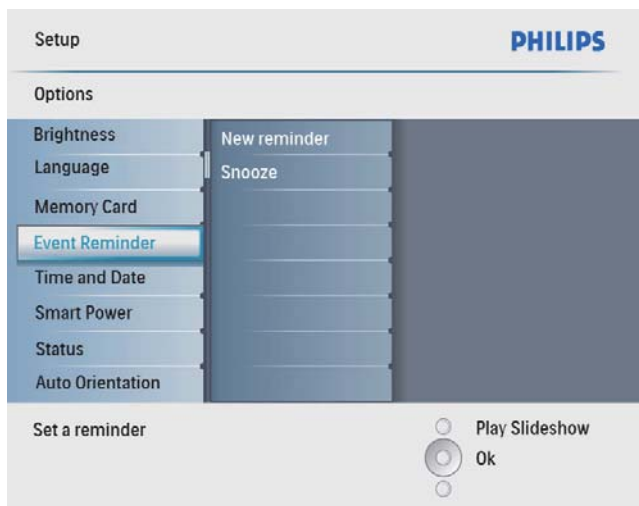 Setup
PHILIPS
Options
Brightness
Language
Memory Card
Event Reminder
Time and Date
Smart Power
Status
Auto Orientation
New reminder
Snooze
Set a reminder
Play Slideshow
Ok